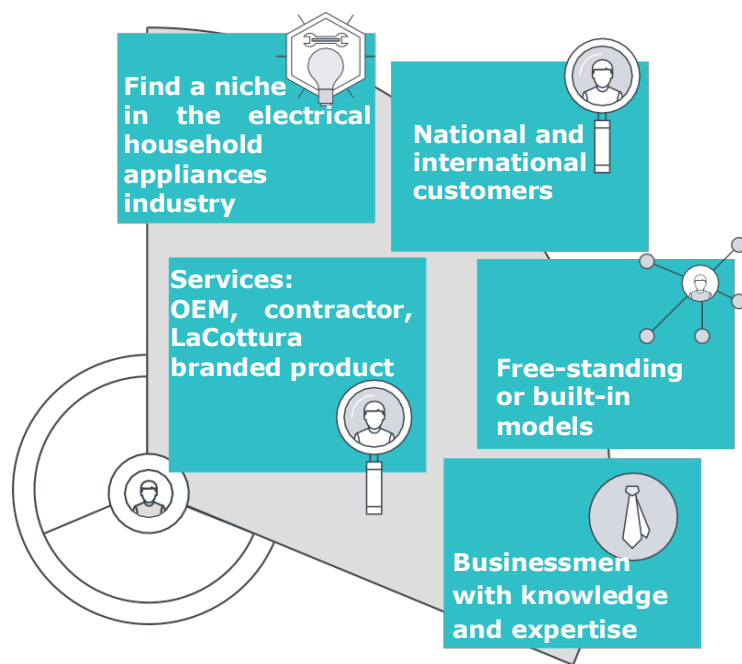 Find a niche
in the electrical
household
appliances
industry
National and
international
customers
Services:
OEM, contractor,
LaCottura
branded product
Free-standing
or built-in
models
Businessmen
with knowledge
and expertise